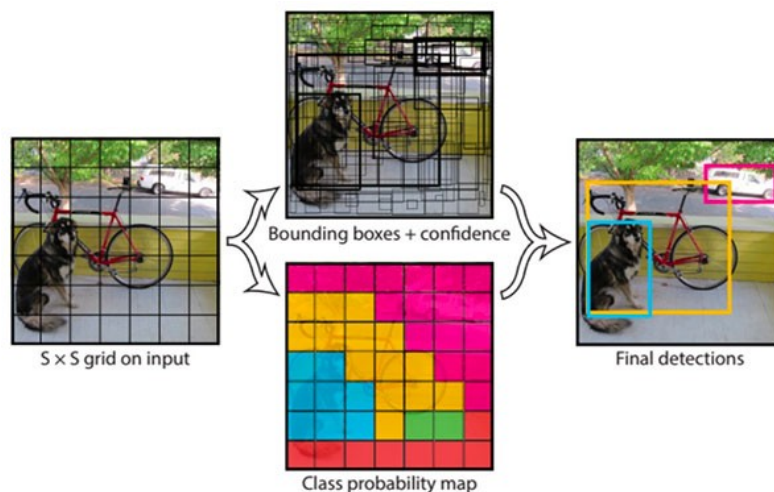 S × S grid on input
Bounding boxes + confidence
Class probability map
Final detections